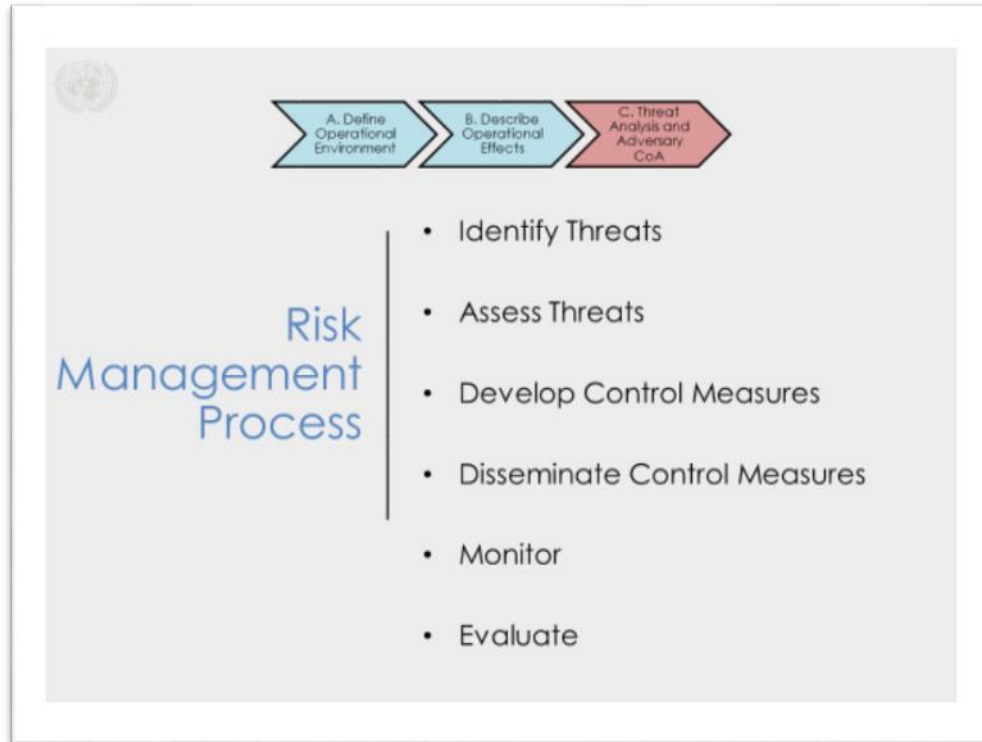 A. Define
Operational
Environment
B. Describe
Operational
Effects
C. Threat
Analysis and
Adversary
CoA
Risk
Management
Process
• Identify Threats
• Assess Threats
• Develop Control Measures
• Disseminate Control Measures
• Monitor
• Evaluate